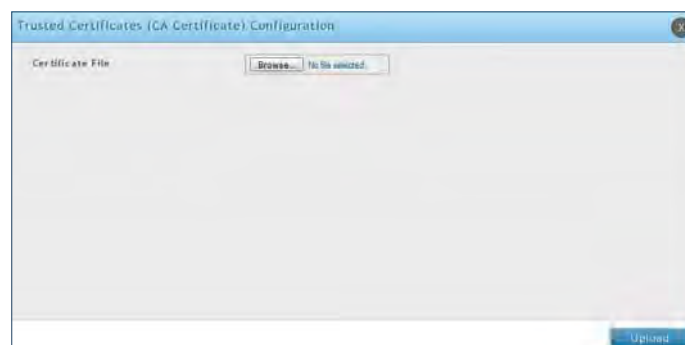 Trusted Certificates (CA Certificate) Configuration
X
Certificate File
Browse... No file selected.
Upload